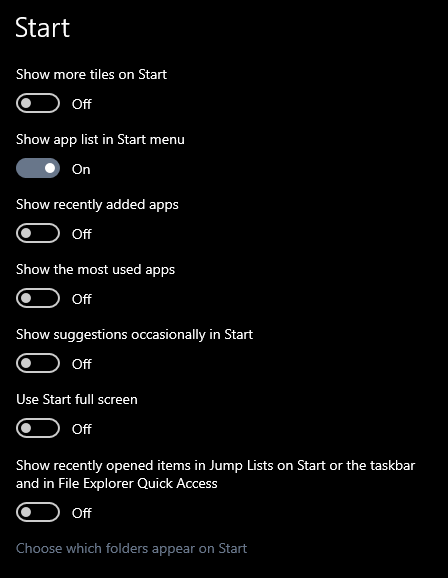 Start
Show more tiles on Start
Off
Show app list in Start menu
On
Show recently added apps
Off
Show the most used apps
Off
Show suggestions occasionally in Start
Off
Use Start full screen
Off
Show recently opened items in Jump Lists on Start or the taskbar
and in File Explorer Quick Access
Off
Choose which folders appear on Start